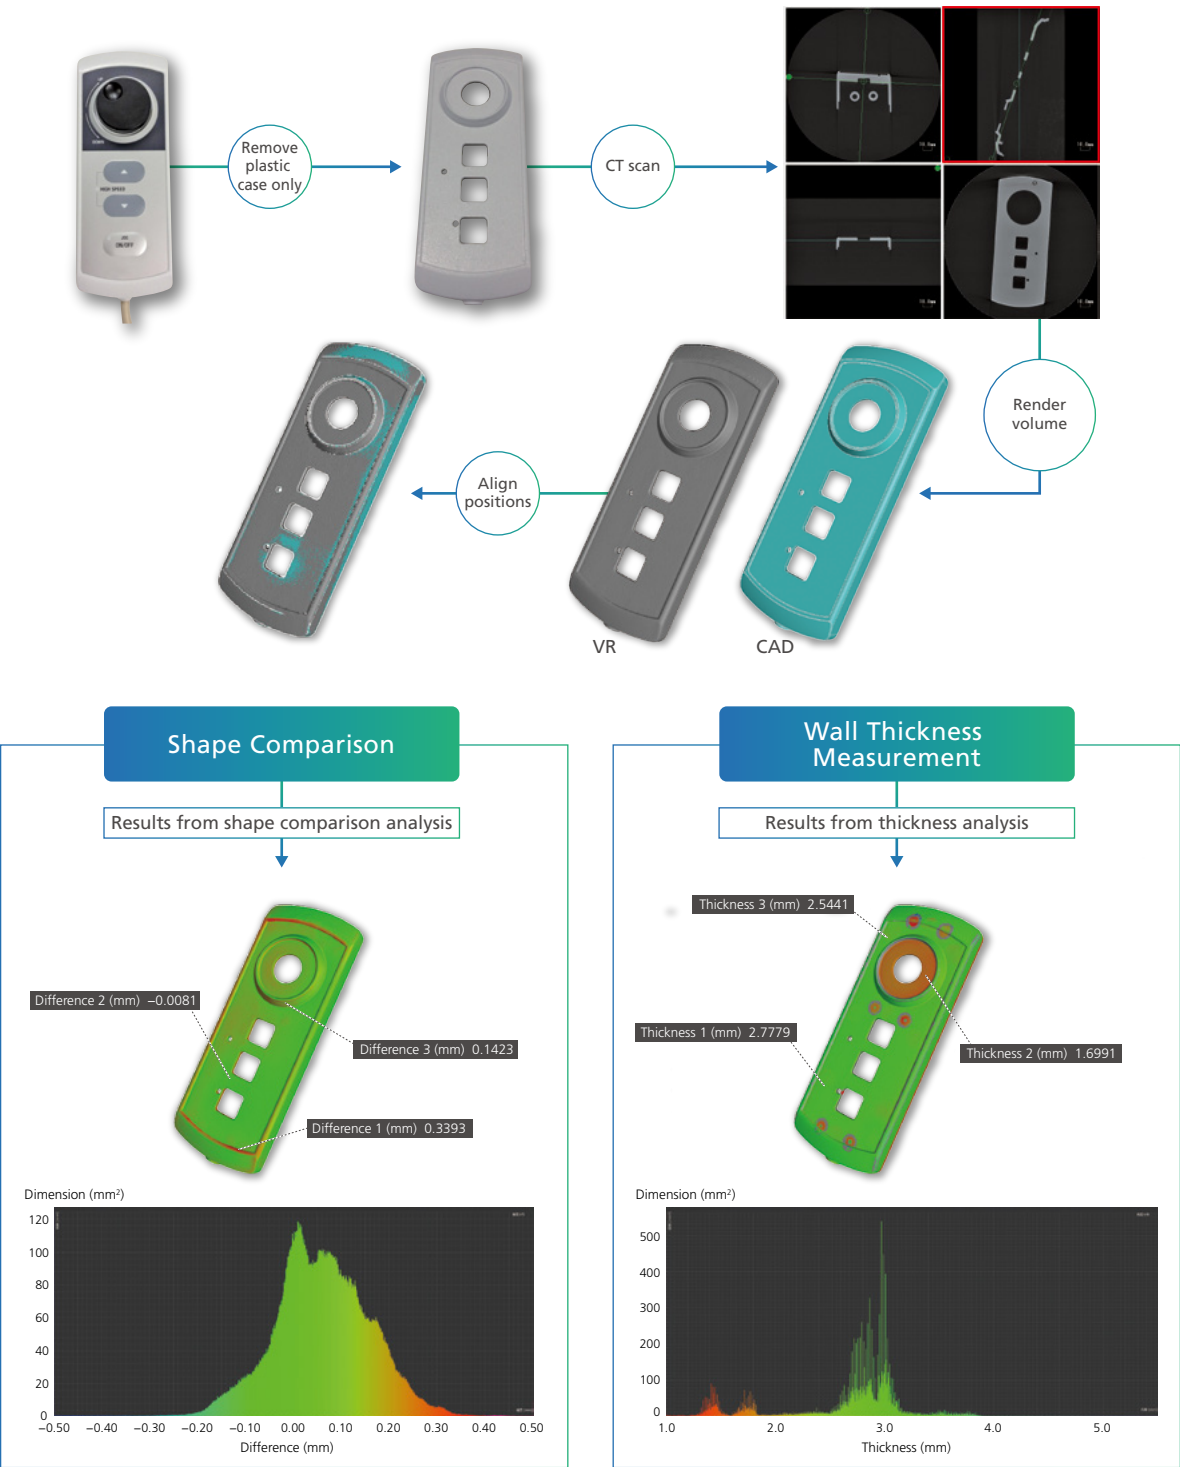 HIGH SPEED
ON/OFF
Remove
plastic
case only
CT scan
Render
volume
Align
positions
VR
CAD
Shape Comparison
Results from shape comparison analysis
Difference 2 (mm) −0.0081
Difference 3 (mm) 0.1423
Difference 1 (mm) 0.3393
Dimension (mm²)
120
100
80
60
40
20
0
−0.50 −0.40 −0.30 −0.20 −0.10 0.00 0.10 0.20 0.30 0.40 0.50
Difference (mm)
Wall Thickness
Measurement
Results from thickness analysis
Thickness 3 (mm) 2.5441
Thickness 1 (mm) 2.7779
Thickness 2 (mm) 1.6991
Dimension (mm²)
500
400
300
200
100
0
1.0 2.0 3.0 4.0 5.0
Thickness (mm)